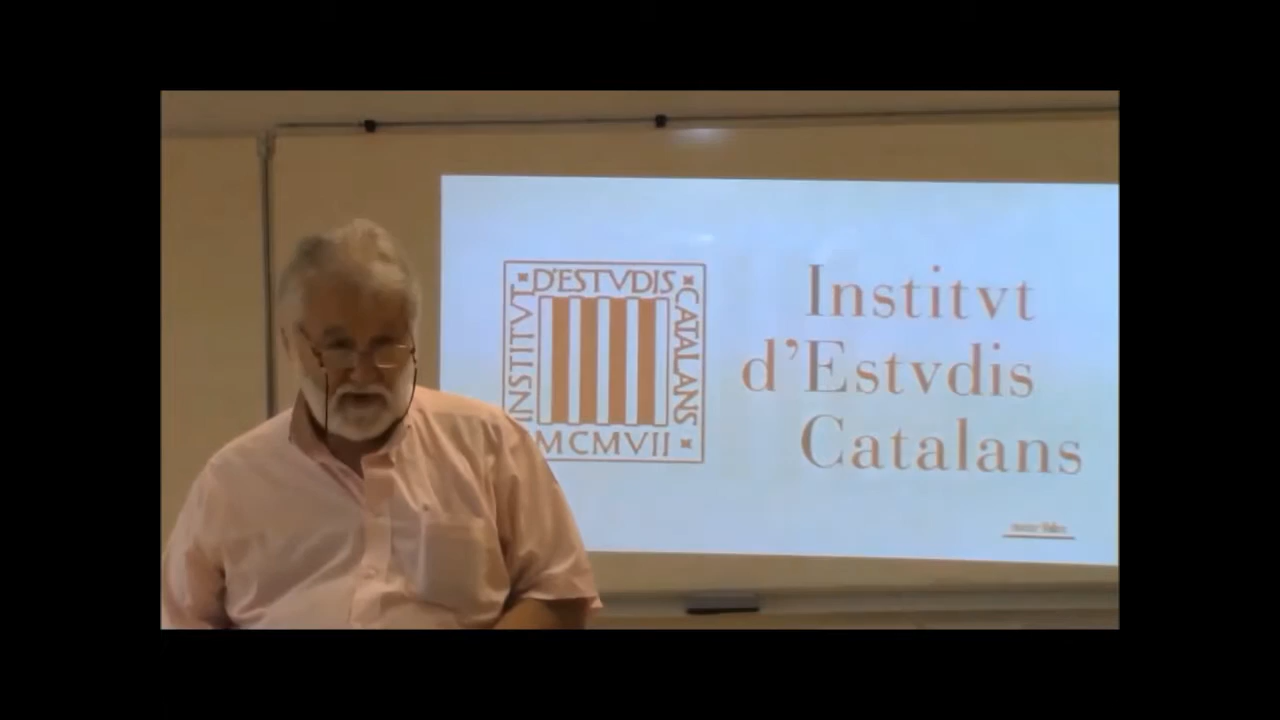 INSTITVT
D'ESTVDIS
CATALANS
MCMVII
Institvt
d'Estvdis
Catalans